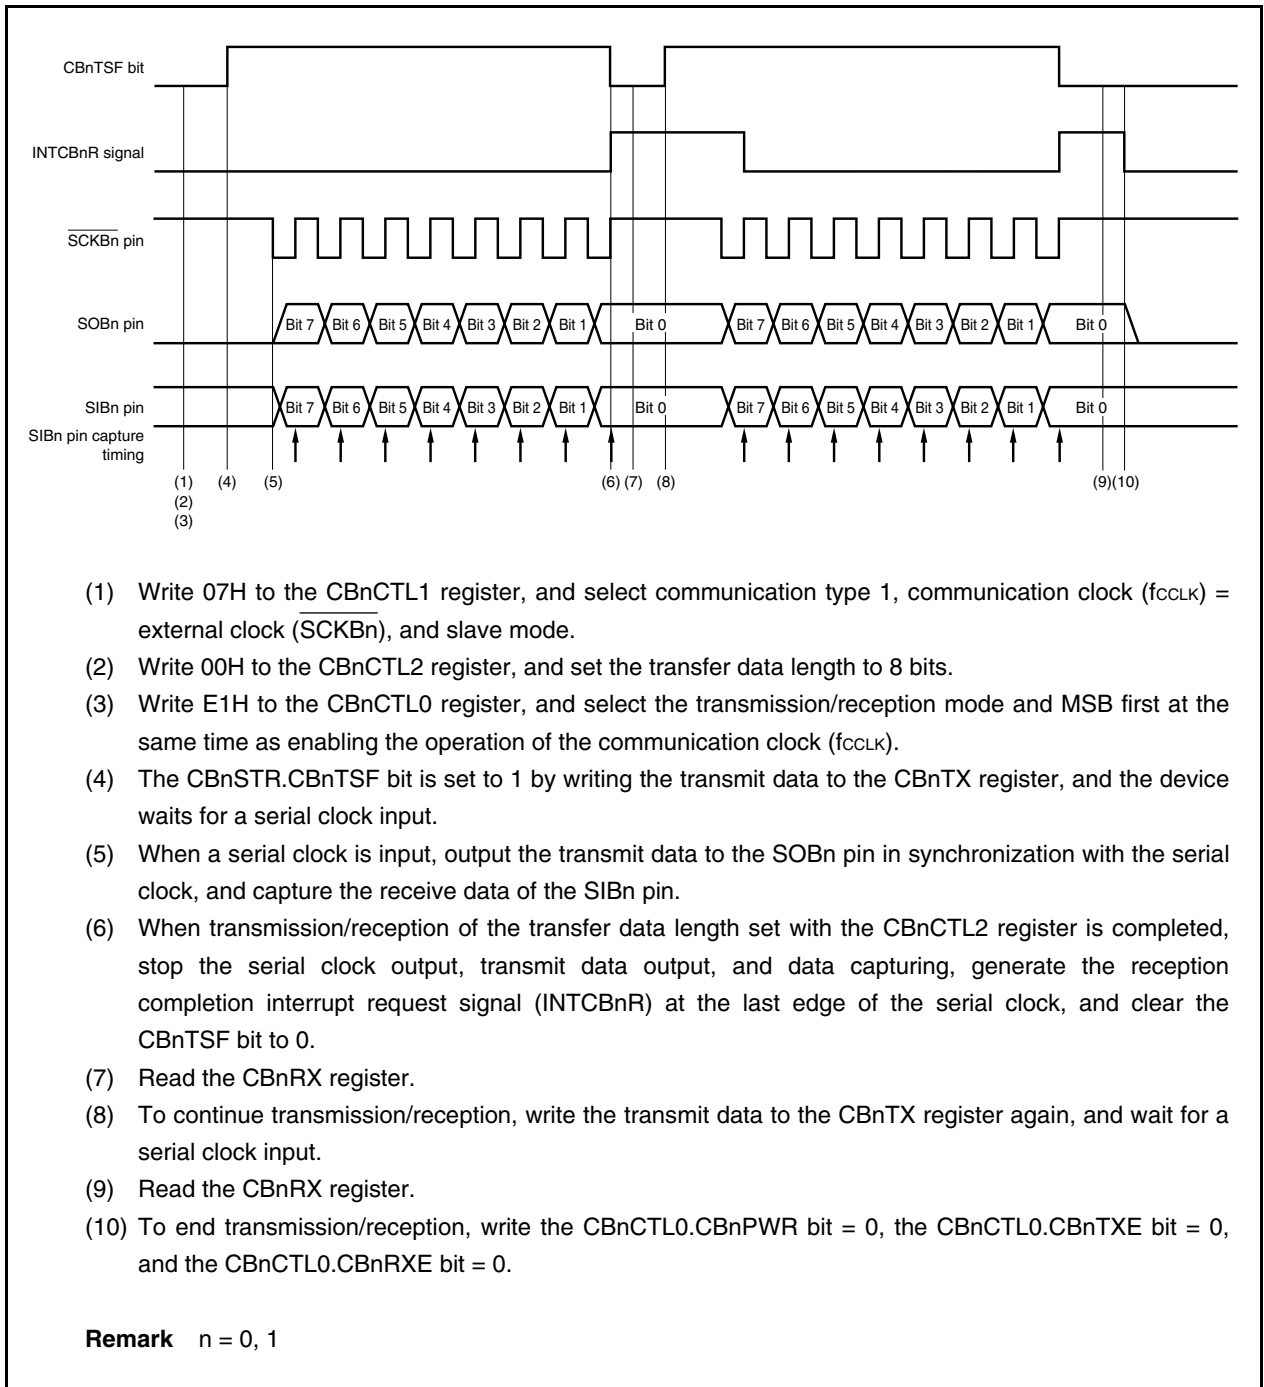 CBnTSF bit
INTCBnR signal
SCKBn pin
SOBn pin
Bit 7 Bit 6 Bit 5 Bit 4 Bit 3 Bit 2 Bit 1 Bit 0 Bit 7 Bit 6 Bit 5 Bit 4 Bit 3 Bit 2 Bit 1 Bit 0
SIBn pin
Bit 7 Bit 6 Bit 5 Bit 4 Bit 3 Bit 2 Bit 1 Bit 0 Bit 7 Bit 6 Bit 5 Bit 4 Bit 3 Bit 2 Bit 1 Bit 0
SIBn pin capture
timing
(1) (4) (5) (6) (7) (8) (9) (10)
(2)
(3)
(1) Write 07H to the CBnCTL1 register, and select communication type 1, communication clock (fCCLK) =
external clock (SCKBn), and slave mode.
(2) Write 00H to the CBnCTL2 register, and set the transfer data length to 8 bits.
(3) Write E1H to the CBnCTL0 register, and select the transmission/reception mode and MSB first at the
same time as enabling the operation of the communication clock (fCCLK).
(4) The CBnSTR.CBnTSF bit is set to 1 by writing the transmit data to the CBnTX register, and the device
waits for a serial clock input.
(5) When a serial clock is input, output the transmit data to the SOBn pin in synchronization with the serial
clock, and capture the receive data of the SIBn pin.
(6) When transmission/reception of the transfer data length set with the CBnCTL2 register is completed,
stop the serial clock output, transmit data output, and data capturing, generate the reception
completion interrupt request signal (INTCBnR) at the last edge of the serial clock, and clear the
CBnTSF bit to 0.
(7) Read the CBnRX register.
(8) To continue transmission/reception, write the transmit data to the CBnTX register again, and wait for a
serial clock input.
(9) Read the CBnRX register.
(10) To end transmission/reception, write the CBnCTL0.CBnPWR bit = 0, the CBnCTL0.CBnTXE bit = 0,
and the CBnCTL0.CBnRXE bit = 0.
Remark n = 0, 1